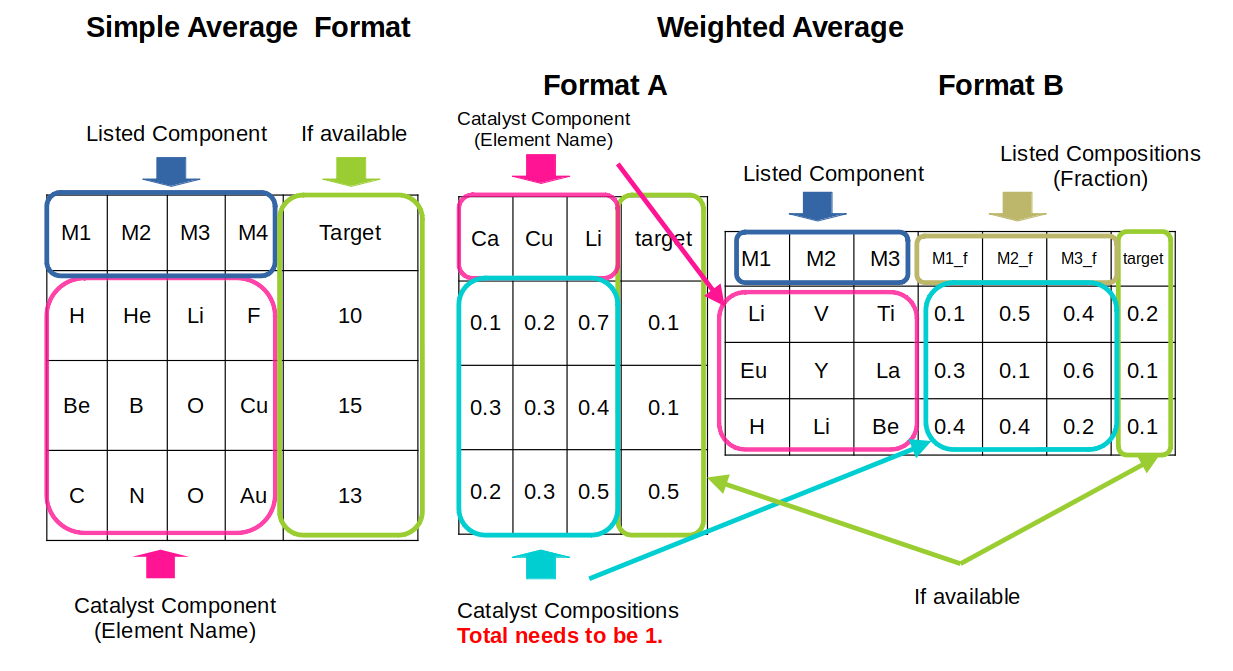 Simple Average Format
Weighted Average
Format A
Format B
Listed Component
If available
M1 M2 M3 M4 Target
H He Li F 10
Be B O Cu 15
C N O Au 13
Catalyst Component
(Element Name)
Catalyst Component
(Element Name)
Ca Cu Li target
0.1 0.2 0.7 0.1
0.3 0.3 0.4 0.1
0.2 0.3 0.5 0.5
Catalyst Compositions
Total needs to be 1.
Listed Component
Listed Compositions
(Fraction)
M1 M2 M3 M1_f M2_f M3_f target
Li V Ti 0.1 0.5 0.4 0.2
Eu Y La 0.3 0.1 0.6 0.1
H Li Be 0.4 0.4 0.2 0.1
If available